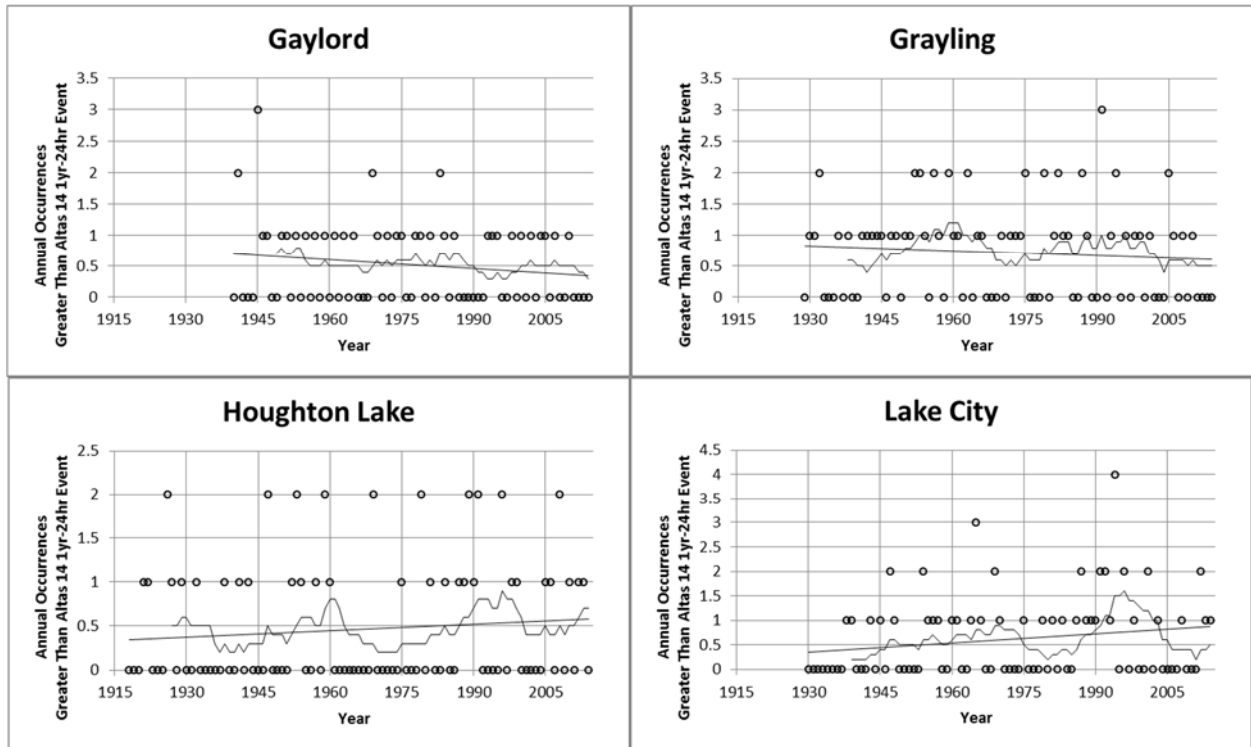 Gaylord
Annual Occurrences
Greater Than Altas 14 1yr-24hr Event
3.5
3
2.5
2
1.5
1
0.5
0
1915 1930 1945 1960 1975 1990 2005
Year
Grayling
Annual Occurrences
Greater Than Altas 14 1yr-24hr Event
3.5
3
2.5
2
1.5
1
0.5
0
1915 1930 1945 1960 1975 1990 2005
Year
Houghton Lake
Annual Occurrences
Greater Than Altas 14 1yr-24hr Event
2.5
2
1.5
1
0.5
0
1915 1930 1945 1960 1975 1990 2005
Year
Lake City
Annual Occurrences
Greater Than Altas 14 1yr-24hr Event
4.5
4
3.5
3
2.5
2
1.5
1
0.5
0
1915 1930 1945 1960 1975 1990 2005
Year